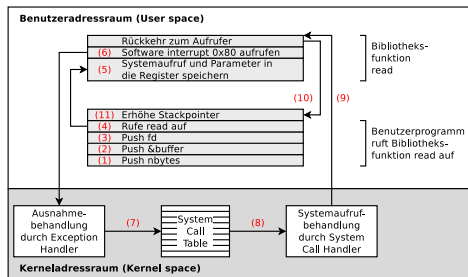 Benutzeradressraum (User space)
Rückkehr zum Aufrufer
(6) Software interrupt 0x80 aufrufen
(5) Systemaufruf und Parameter in
die Register speichern
Bibliotheks-
funktion
read
(10)
(9)
(11) Erhöhe Stackpointer
(4) Rufe read auf
(3) Push fd
(2) Push &buffer
(1) Push nbytes
Benutzerprogramm
ruft Bibliotheks-
funktion read auf
Ausnahme-
behandlung
durch Exception
Handler
(7)
System
Call
Table
(8)
Systemaufruf-
behandlung
durch System
Call Handler
Kerneladressraum (Kernel space)